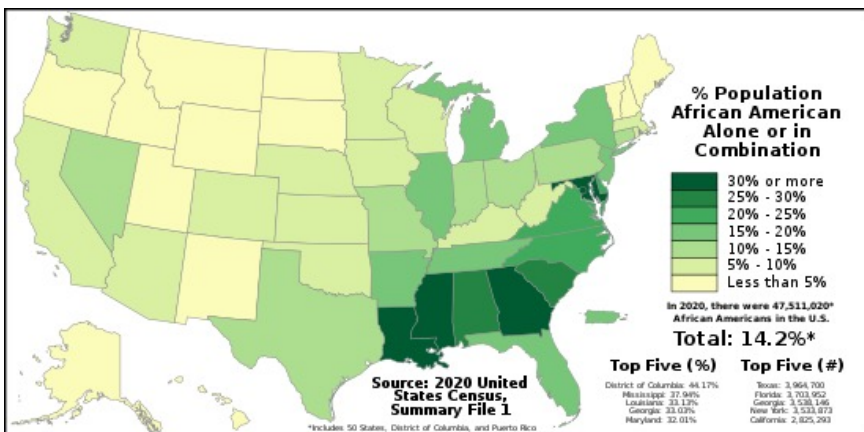 % Population
African American
Alone or in
Combination
30% or more
25% - 30%
20% - 25%
15% - 20%
10% - 15%
5% - 10%
Less than 5%
In 2020, there were 47,511,020*
African Americans in the U.S.
Total: 14.2%*
Top Five (%)
District of Columbia: 44.17%
Mississippi: 37.94%
Louisiana: 33.13%
Georgia: 33.03%
Maryland: 32.01%
Top Five (#)
Texas: 3,964,700
Florida: 3,703,952
Georgia: 3,538,146
New York: 3,533,873
California: 2,825,293
Source: 2020 United
States Census,
Summary File 1
*Includes 50 States, District of Columbia, and Puerto Rico